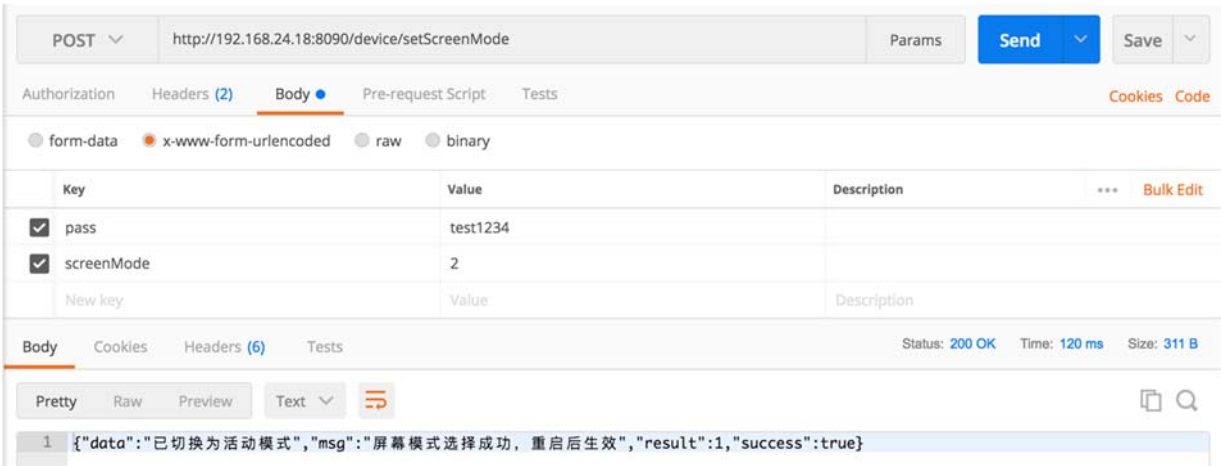 POST http://192.168.24.18:8090/device/setScreenMode Params Send Save
Authorization Headers (2) Body Pre-request Script Tests Cookies Code
form-data x-www-form-urlencoded raw binary
Key Value Description ••• Bulk Edit
pass test1234
screenMode 2
New key Value Description
Body Cookies Headers (6) Tests Status: 200 OK Time: 120 ms Size: 311 B
Pretty Raw Preview Text
1 {"data":"已切换为活动模式","msg":"屏幕模式选择成功，重启后生效","result":1,"success":true}